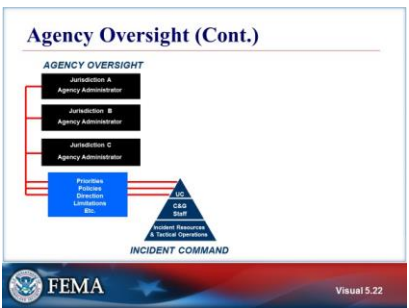 Agency Oversight (Cont.)
AGENCY OVERSIGHT
Jurisdiction A
Agency Administrator
Jurisdiction B
Agency Administrator
Jurisdiction C
Agency Administrator
Priorities
Policies
Direction
Limitations
Etc.
UC
C&G
Staff
Incident Resources
& Tactical Operations
INCIDENT COMMAND
FEMA
Visual 5.22